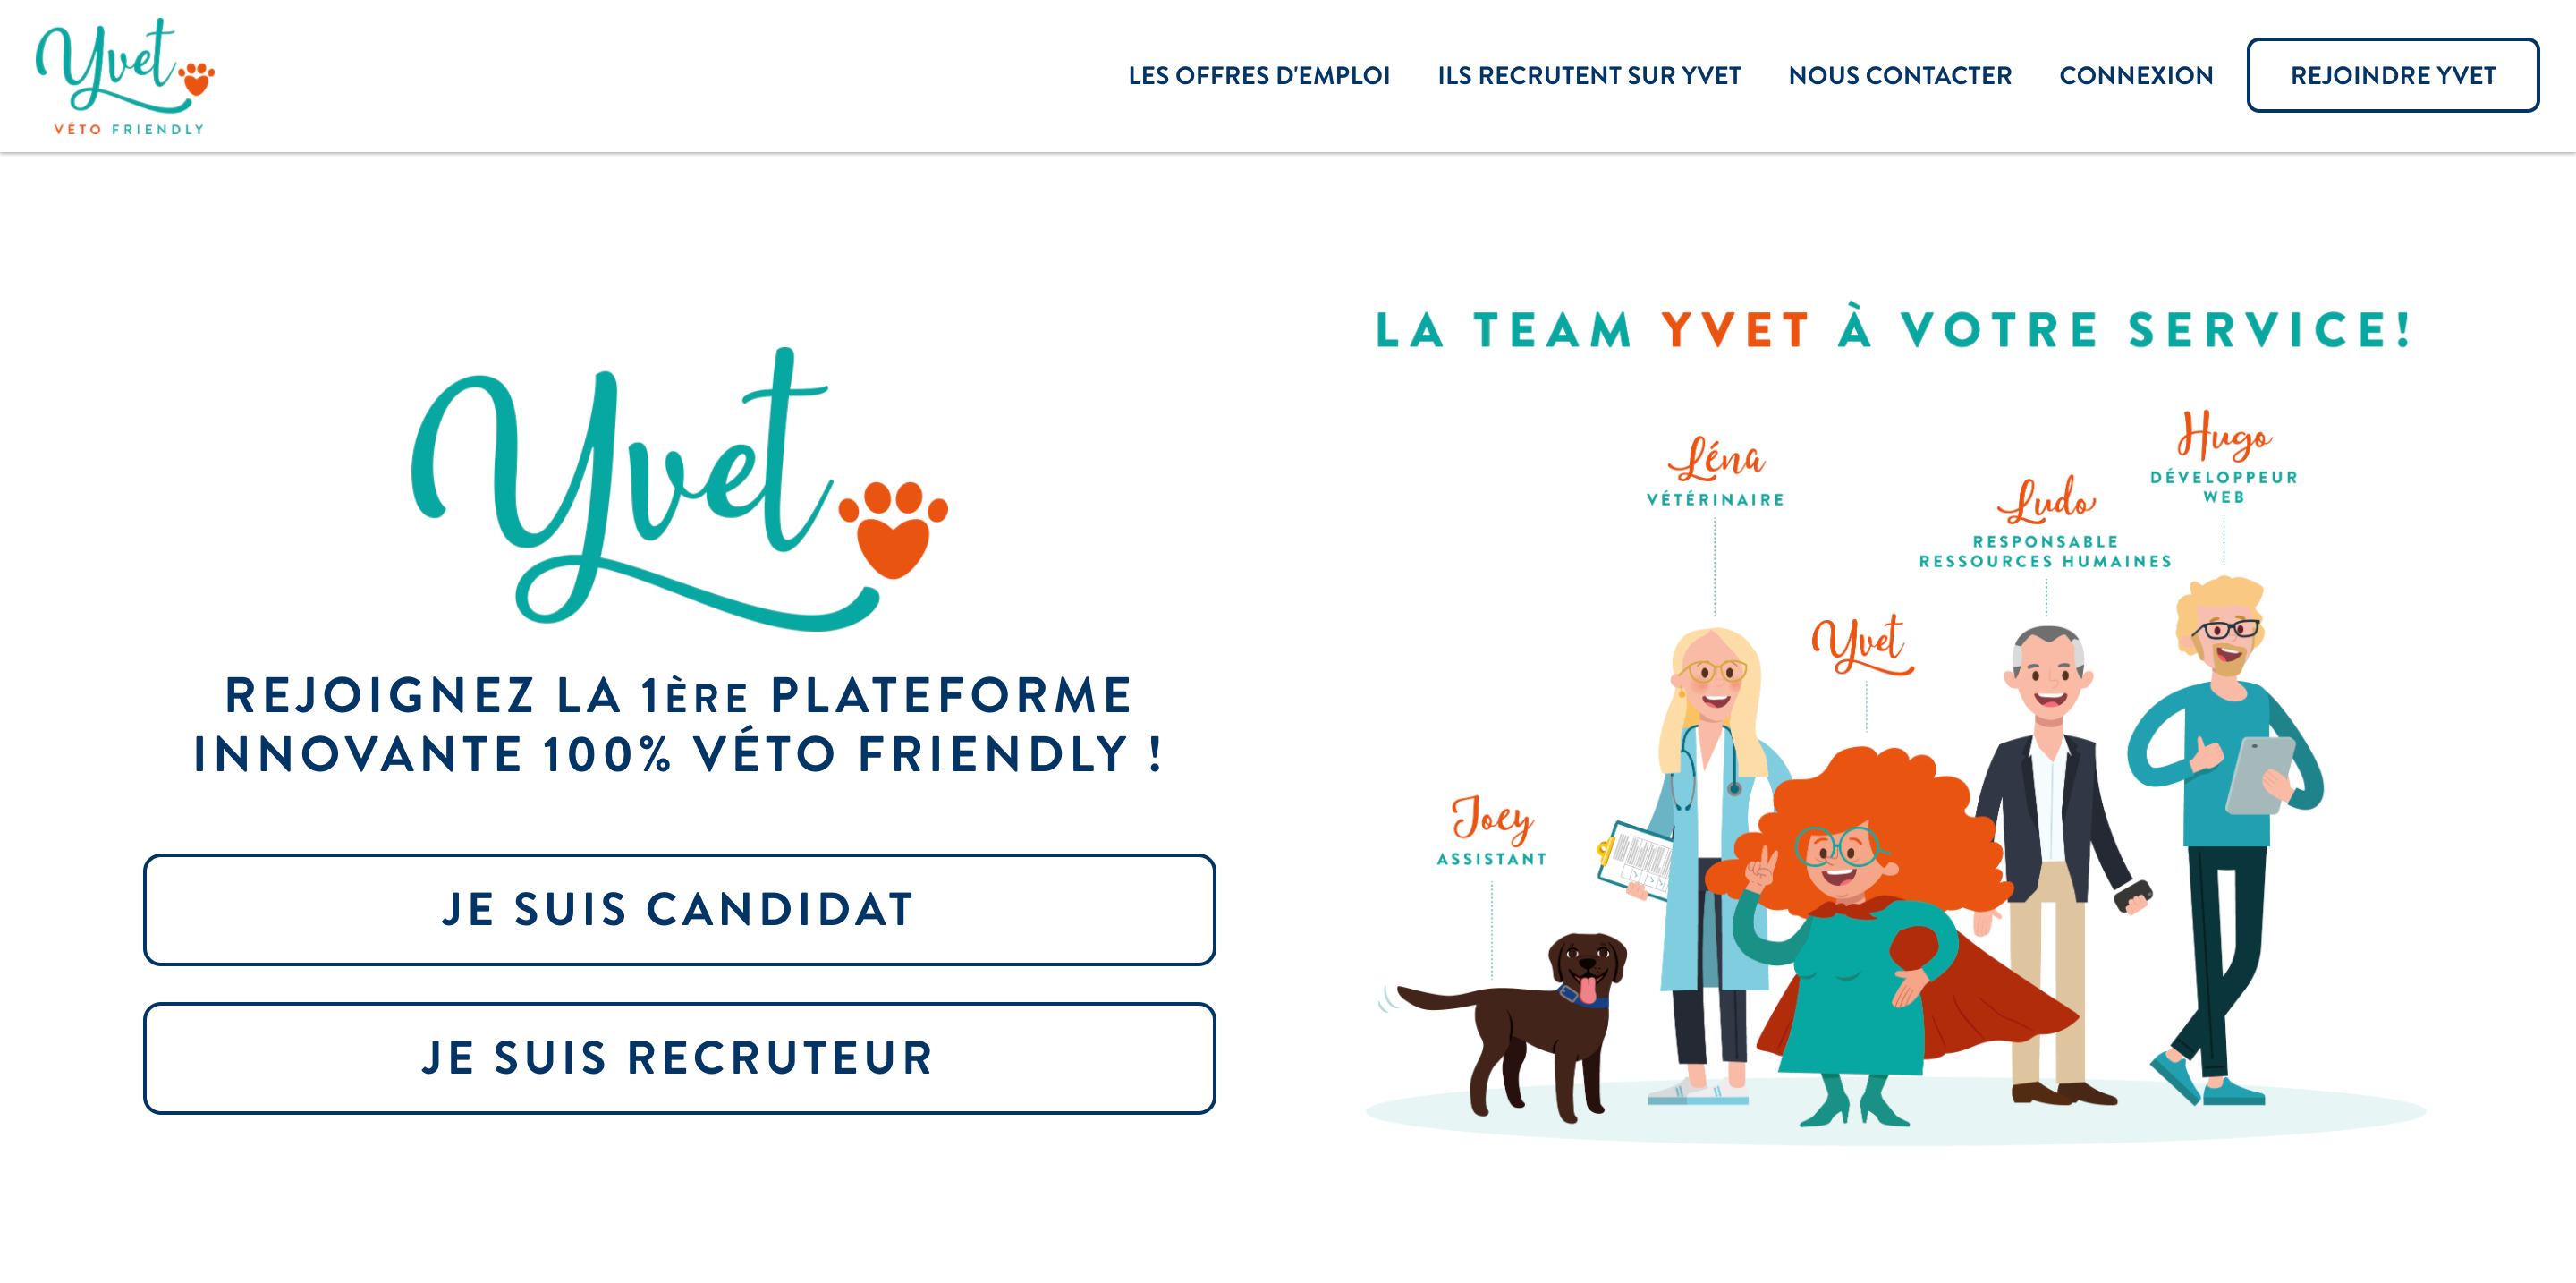 Yvet
VÉTO FRIENDLY
LES OFFRES D'EMPLOI
ILS RECRUTENT SUR YVET
NOUS CONTACTER
CONNEXION
REJOINDRE YVET
Yvet
REJOIGNEZ LA 1ÈRE PLATEFORME
INNOVANTE 100% VÉTO FRIENDLY !
JE SUIS CANDIDAT
JE SUIS RECRUTEUR
LA TEAM YVET À VOTRE SERVICE!
Joey
ASSISTANT
Léna
VÉTÉRINAIRE
Yvet
Ludo
RESPONSABLE
RESSOURCES HUMAINES
Hugo
DÉVELOPPEUR
WEB